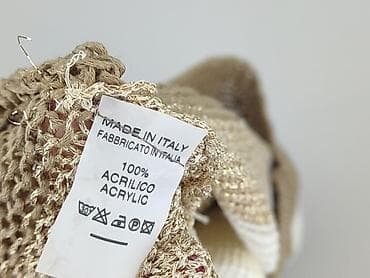 MADE IN ITALY
FABBRICATO IN ITALIA
100%
ACRILICO
ACRYLIC
P